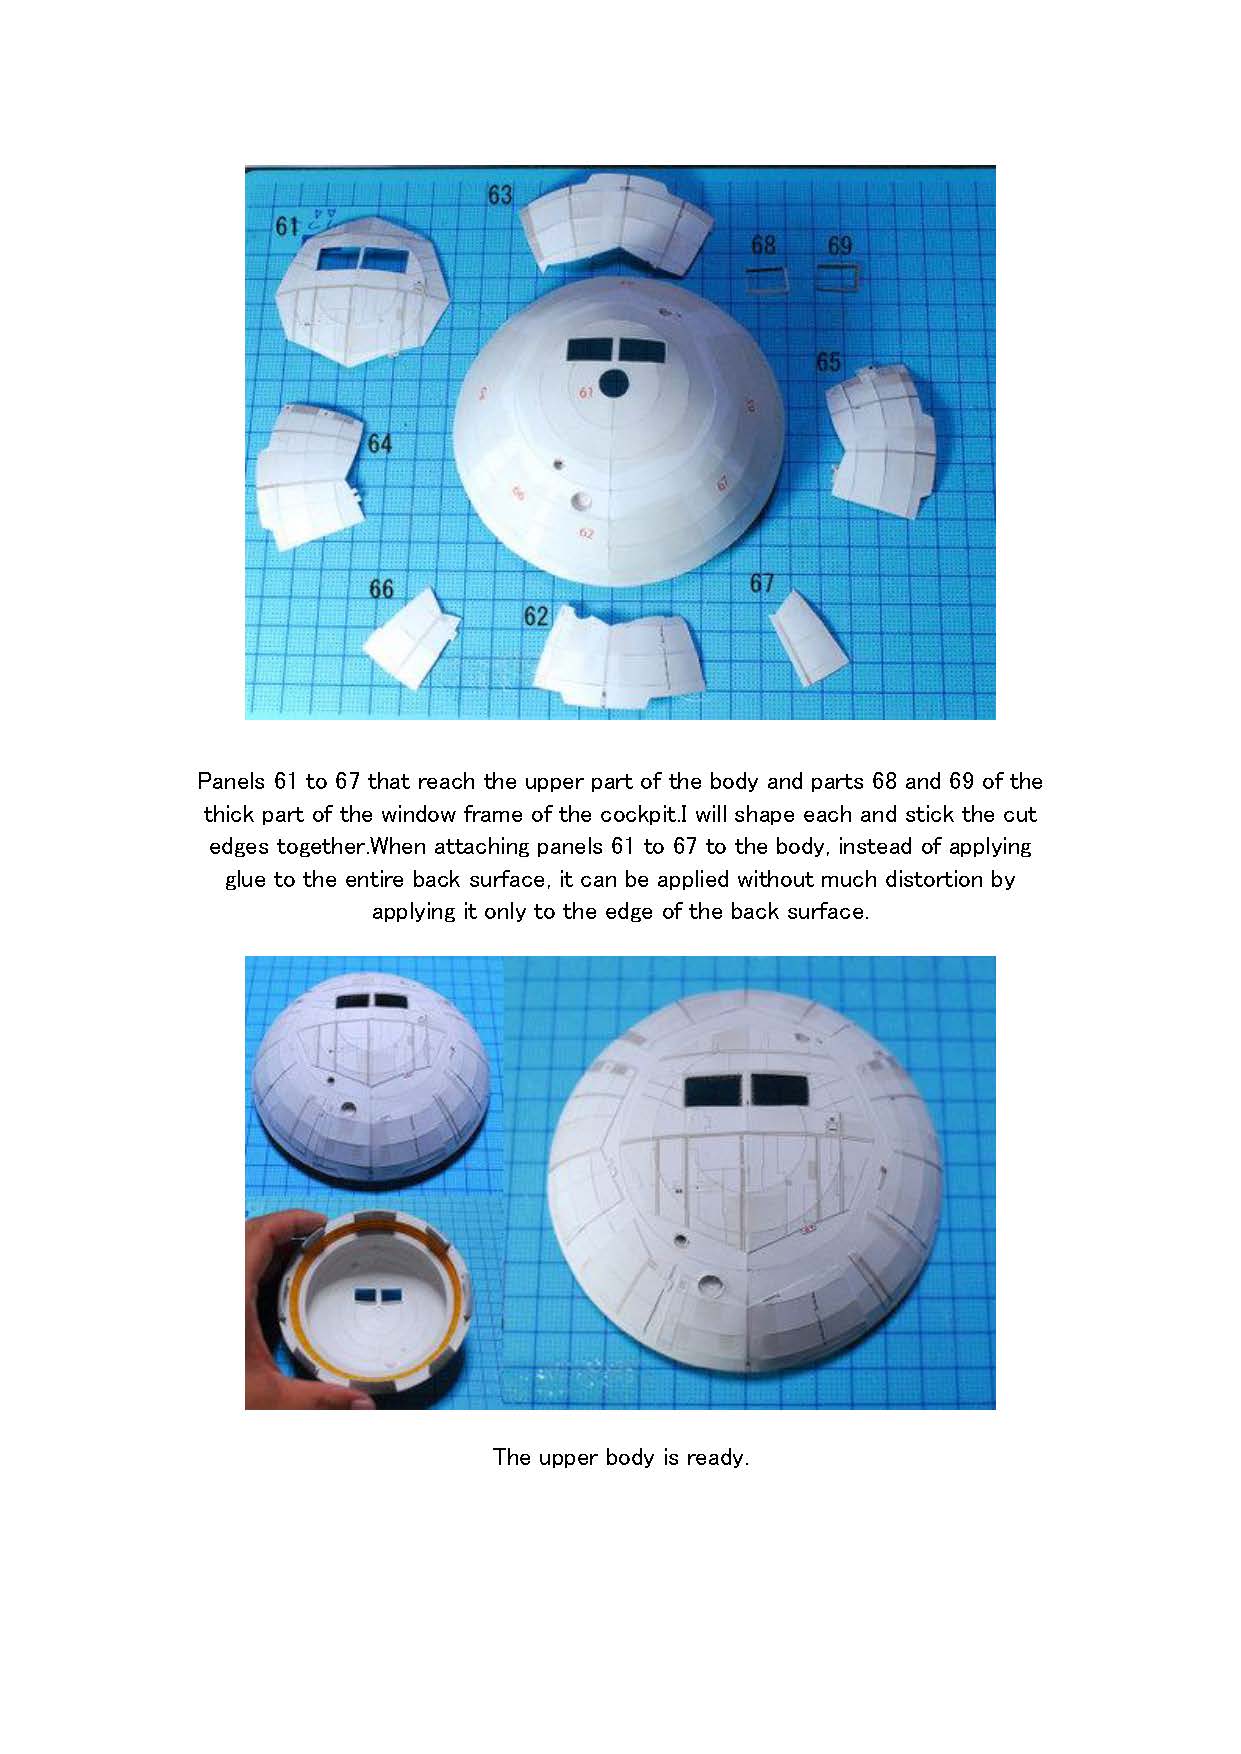 63
61
68 69
65
64
61
66
67
62
66
67
62
Panels 61 to 67 that reach the upper part of the body and parts 68 and 69 of the
thick part of the window frame of the cockpit.I will shape each and stick the cut
edges together.When attaching panels 61 to 67 to the body, instead of applying
glue to the entire back surface, it can be applied without much distortion by
applying it only to the edge of the back surface.
The upper body is ready.